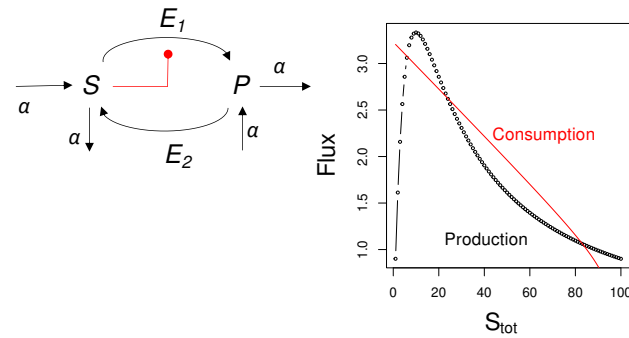 E1
S
P
α
α
α
α
E2
Flux
1.0
1.5
2.0
2.5
3.0
Consumption
Production
0
20
40
60
80
100
Stot